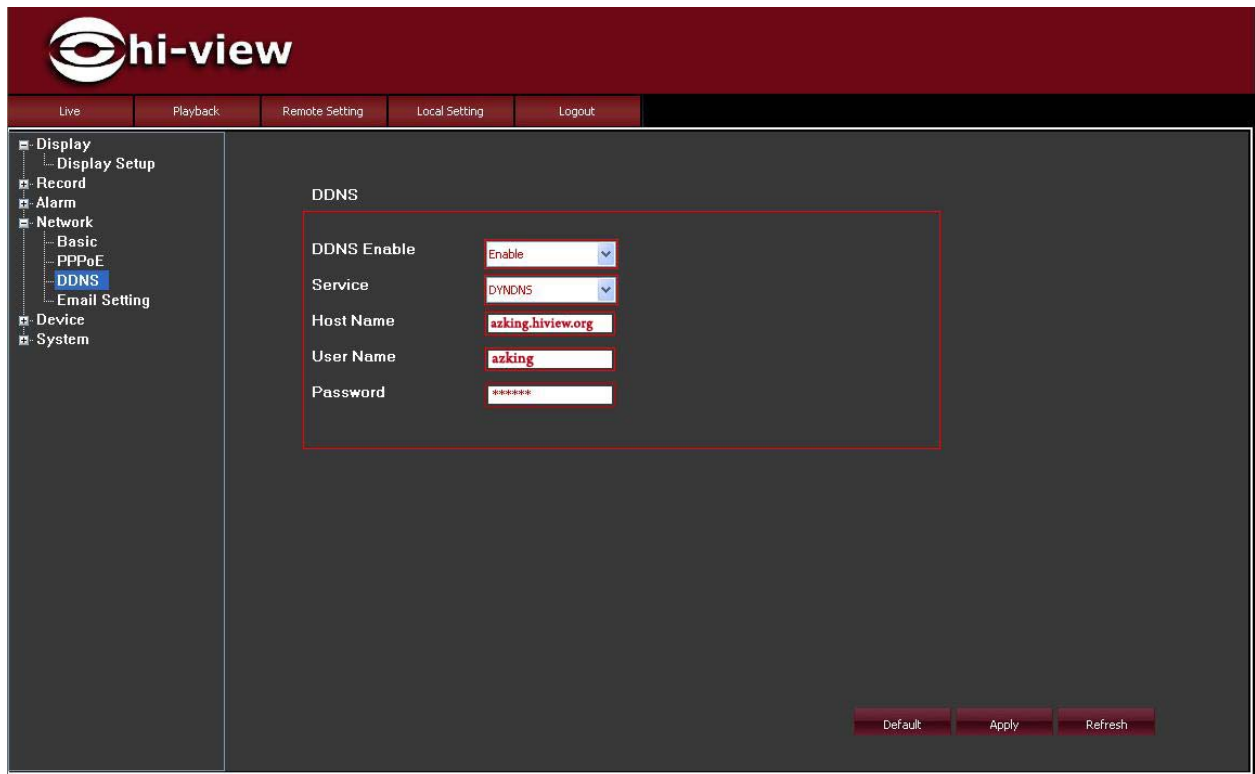 hi-view
Live Playback Remote Setting Local Setting Logout
Display
Display Setup
Record
Alarm
Network
Basic
PPPoE
DDNS
Email Setting
Device
System
DDNS
DDNS Enable Enable
Service DYNDNS
Host Name azking.hiview.org
User Name azking
Password ******
Default Apply Refresh